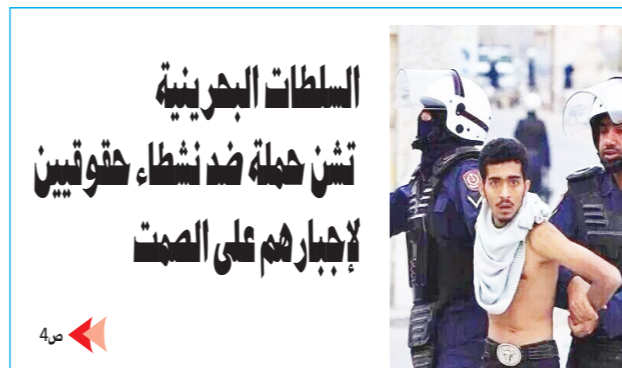 السلطات البحرينية
تشن حملة ضد نشطاء حقوقيين
لإجبارهم على الصمت
ص4